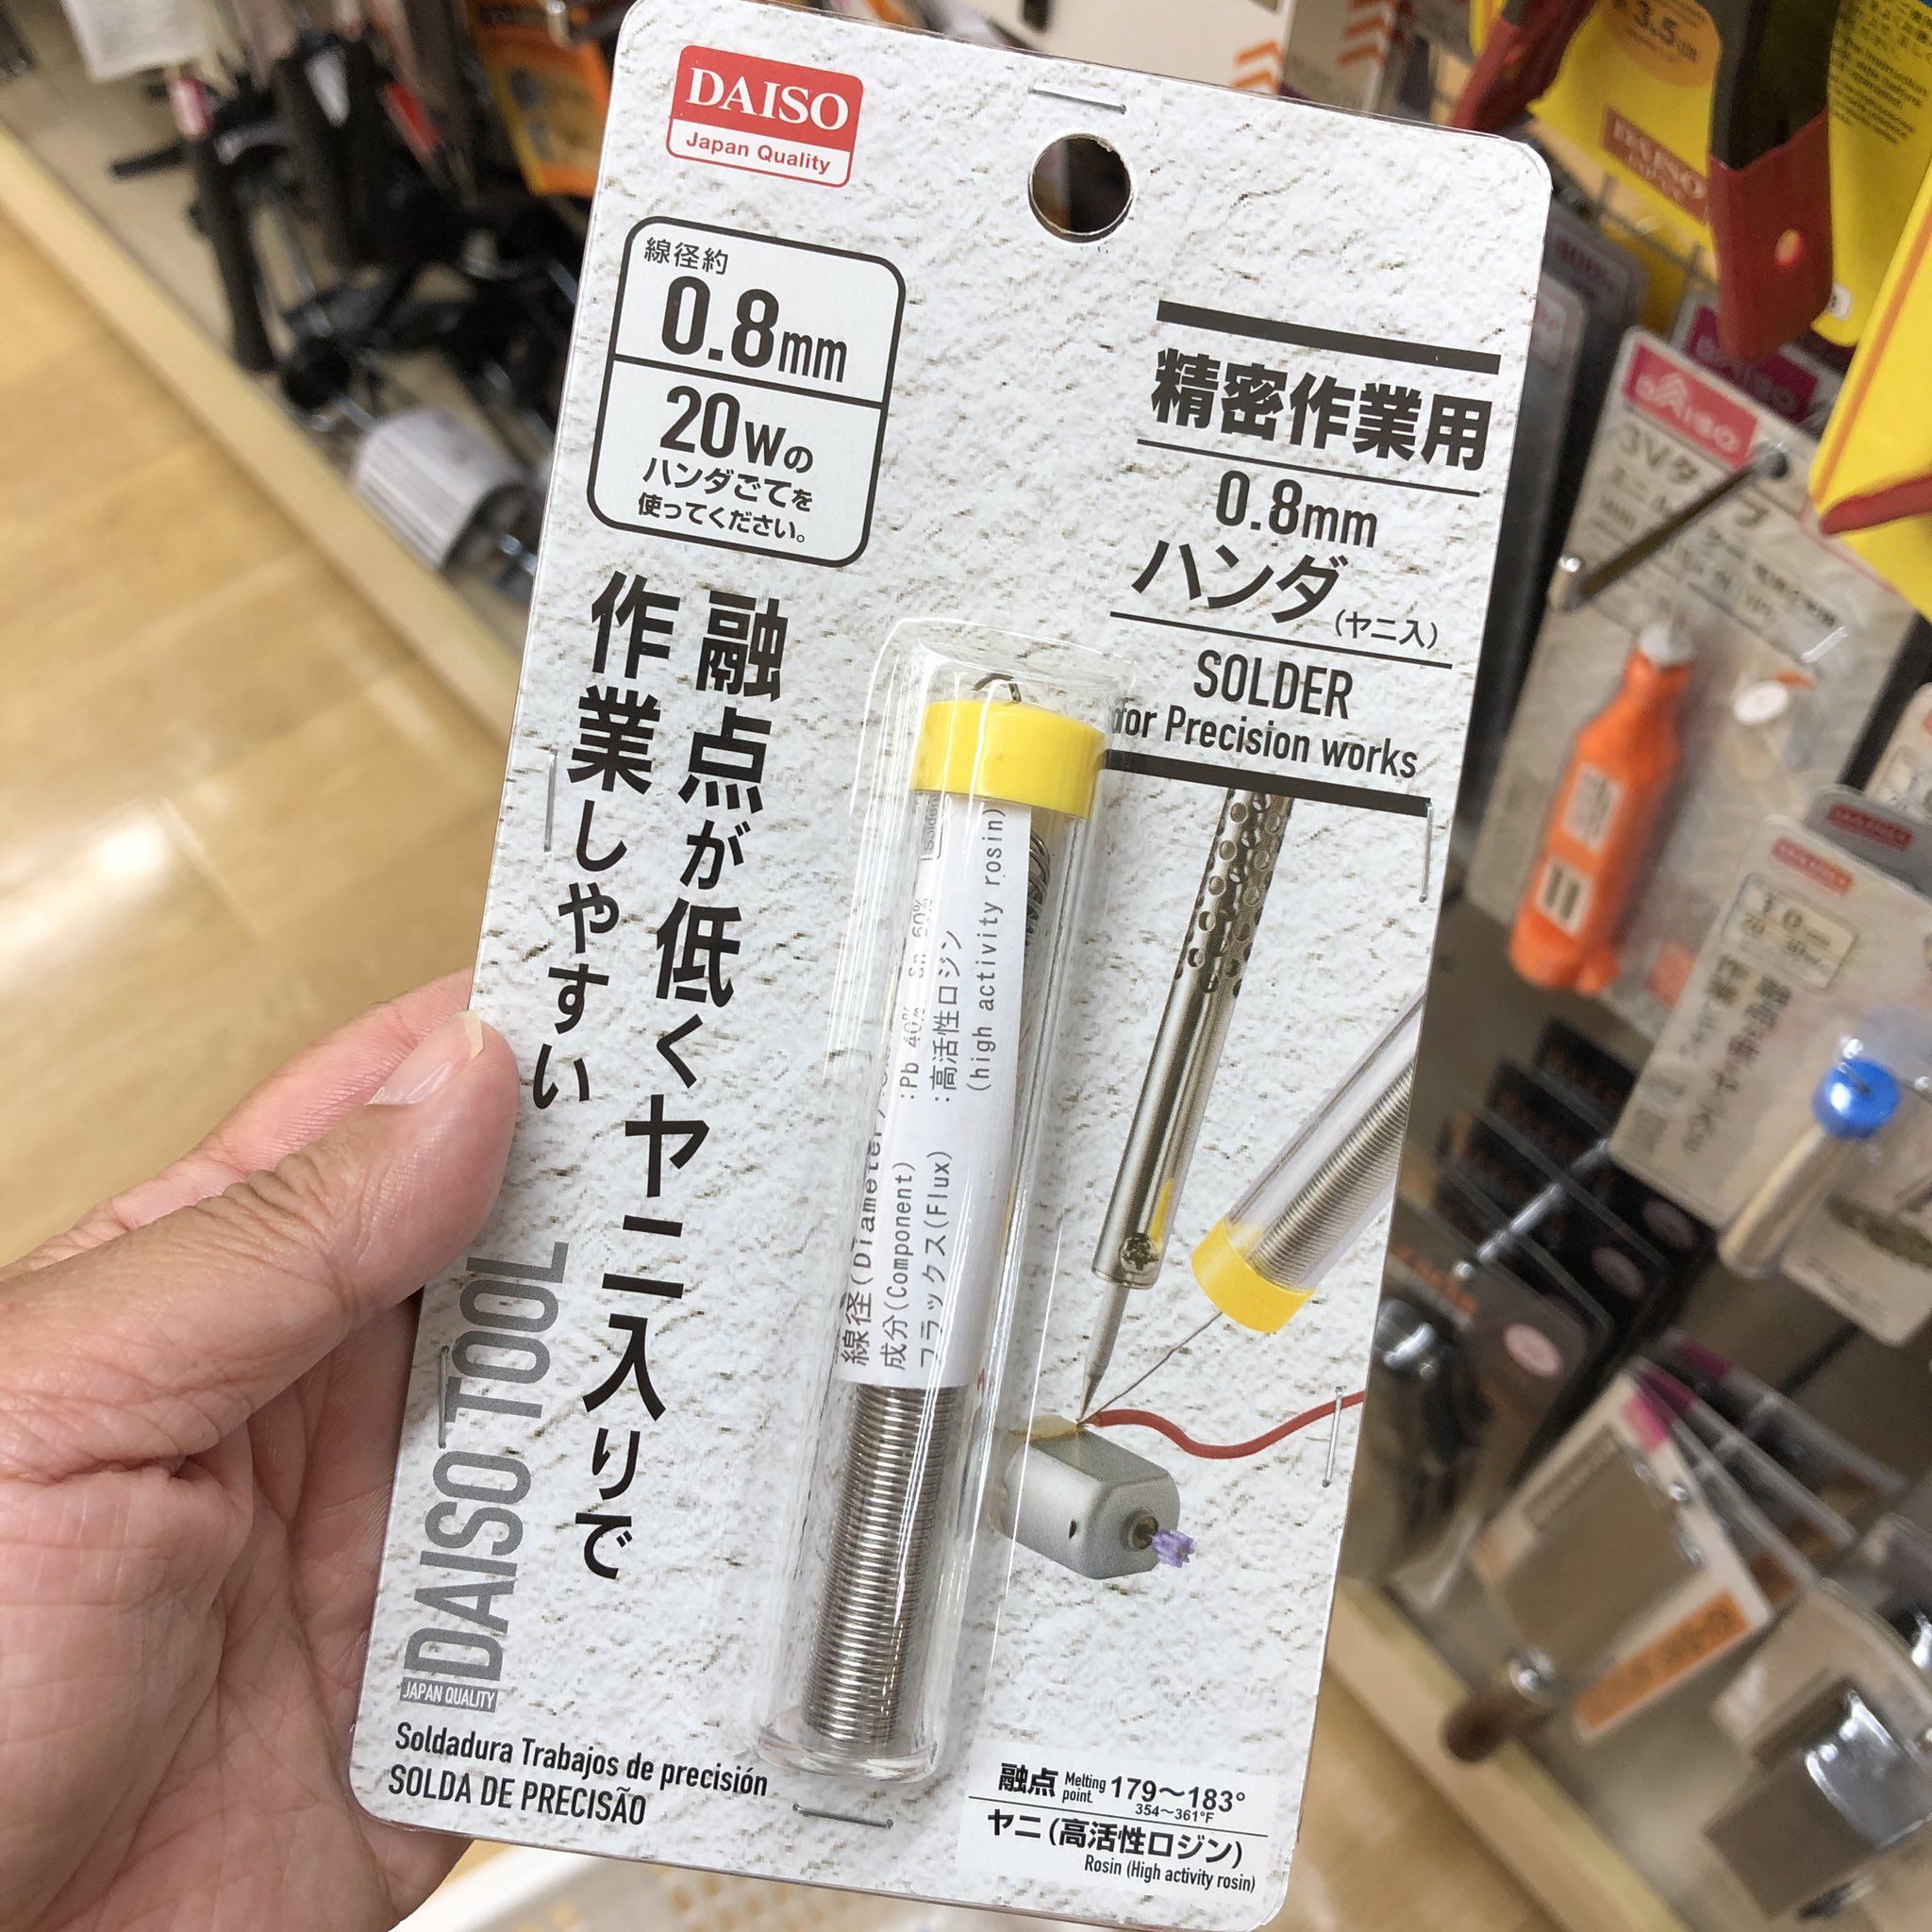 DAISO
Japan Quality
線径約
0.8mm
20Wの
ハンダごてを
使ってください。
精密作業用
0.8mm
ハンダ(ヤニ入)
SOLDER
for Precision works
融点が低くヤニ入りで
作業しやすい
線径(Diameter)
成分(Component) :Pb 40% Sn 60%
フラックス(Flux) :高活性ロジン
(high activity rosin)
Solder
DAISO TOOL
JAPAN QUALITY
Soldadura Trabajos de precisión
SOLDA DE PRECISÃO
融点 Melting point. 179〜183°
354〜361°F
ヤニ(高活性ロジン)
Rosin (High activity rosin)
DAISO
DAISO
3V